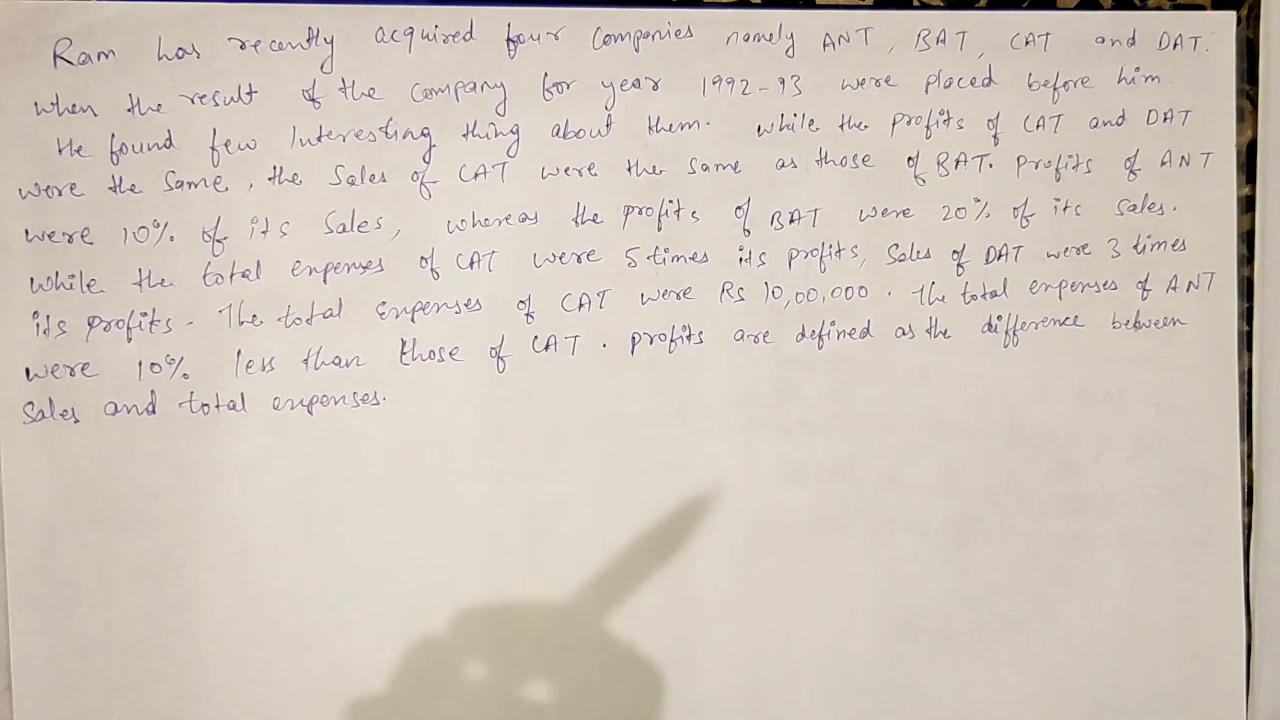 Ram has recently acquired four Companies namely ANT, BAT, CAT and DAT.
When the result of the Company for year 1992-93 were placed before him.
He found few Interesting thing about them. While the profits of CAT and DAT
were the same, the Sales of CAT were the same as those of BAT. Profits of ANT
were 10% of its Sales, whereas the profits of BAT were 20% of its Sales.
While the total expenses of CAT were 5 times its profits, Sales of DAT were 3 times
its profits. The total Expenses of CAT were Rs 10,00,000. The total expenses of ANT
were 10% less than those of CAT. Profits are defined as the difference between
Sales and total expenses.